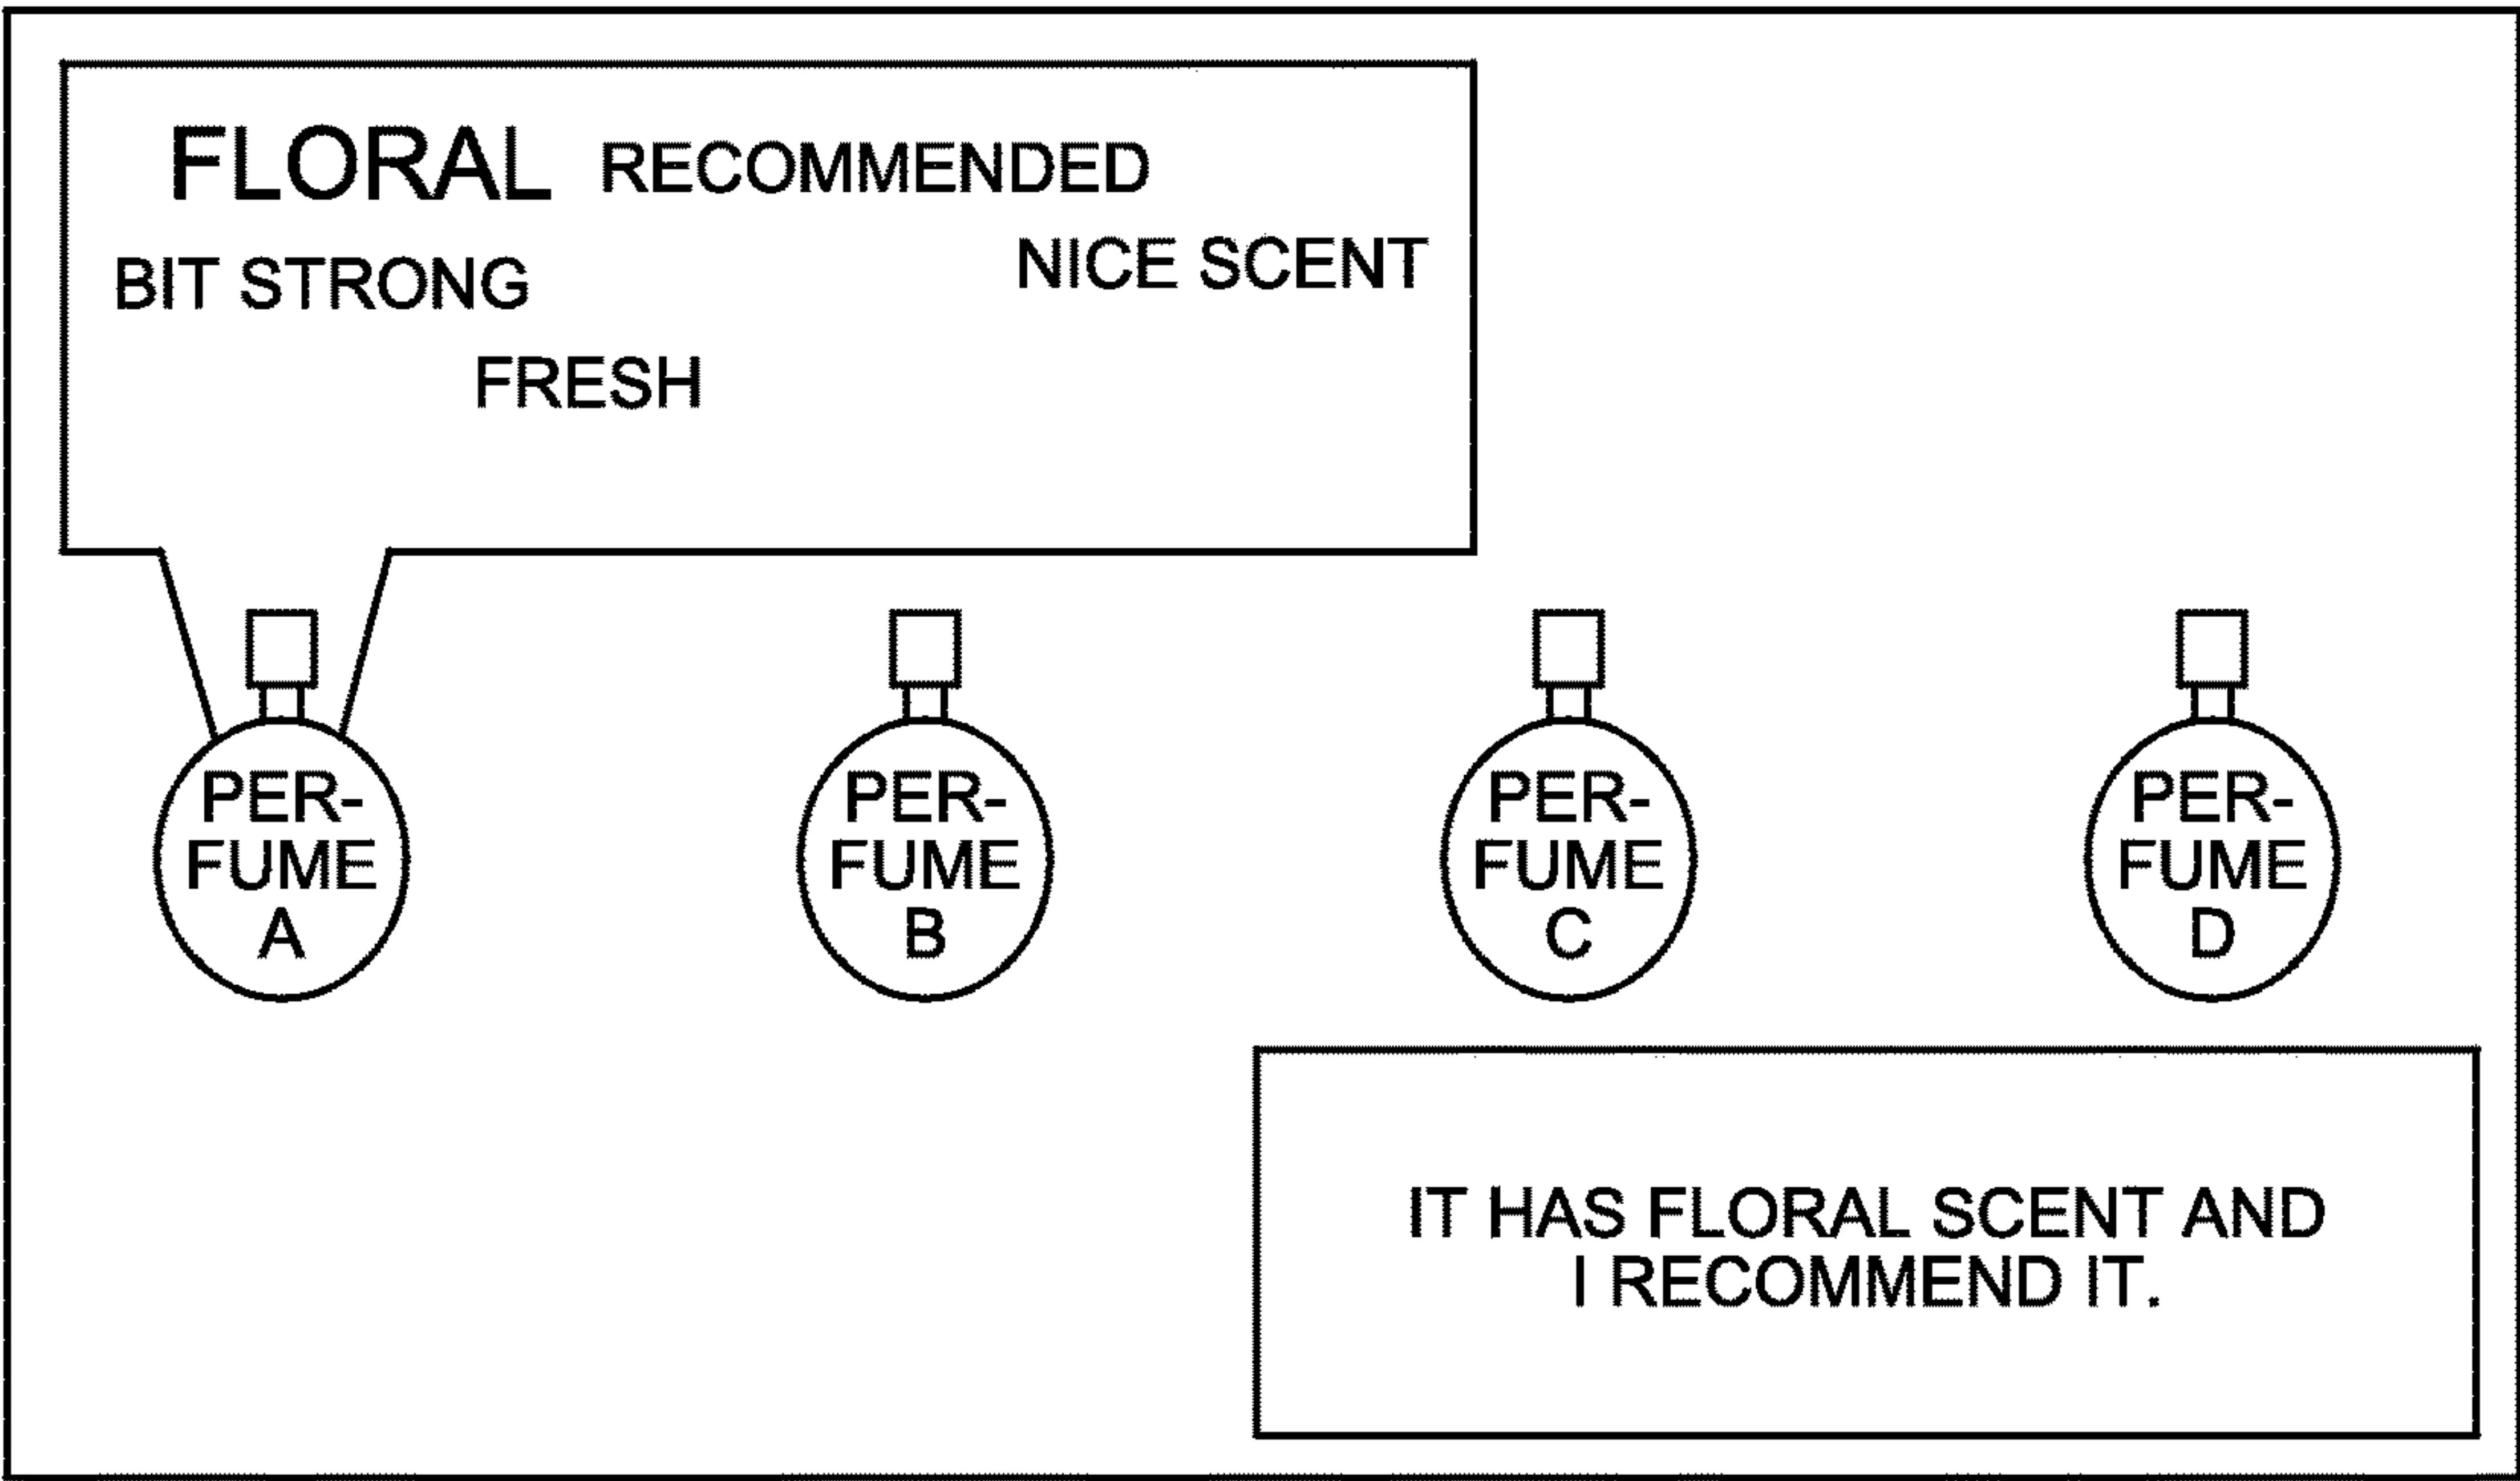 FLORAL RECOMMENDED
BIT STRONG
NICE SCENT
FRESH
PER-
FUME
A
PER-
FUME
B
PER-
FUME
C
PER-
FUME
D
IT HAS FLORAL SCENT AND
I RECOMMEND IT.